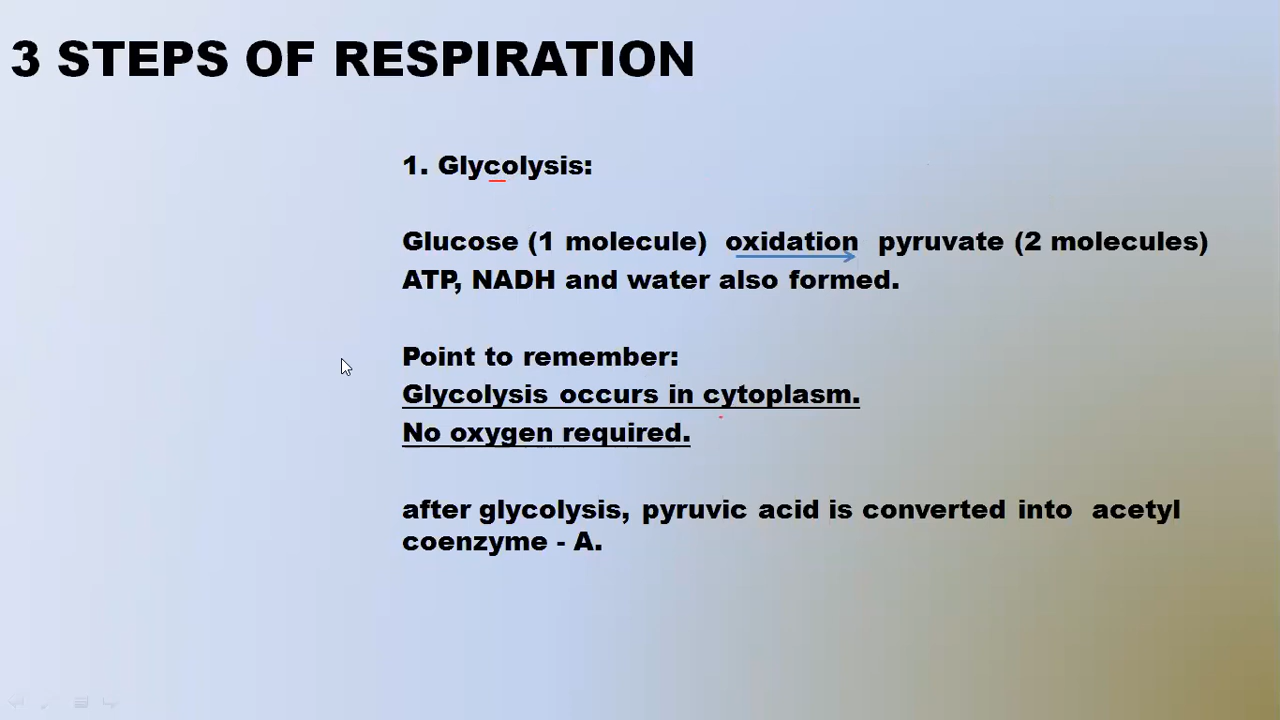 3 STEPS OF RESPIRATION
1. Glycolysis:
Glucose (1 molecule) oxidation pyruvate (2 molecules)
ATP, NADH and water also formed.
Point to remember:
Glycolysis occurs in cytoplasm.
No oxygen required.
after glycolysis, pyruvic acid is converted into acetyl
coenzyme - A.